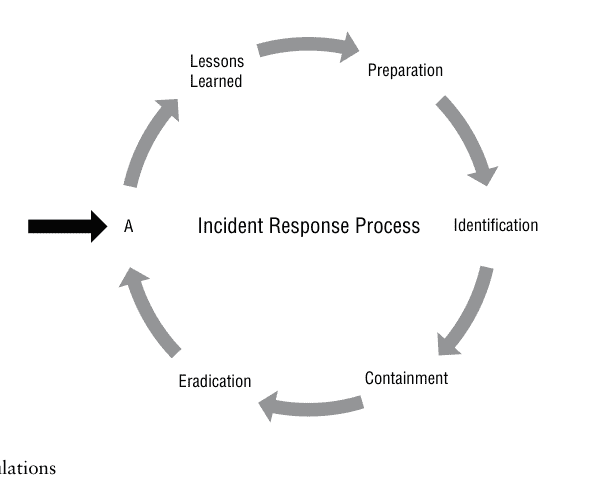 Lessons
Learned
Preparation
A
Incident Response Process
Identification
Eradication
Containment